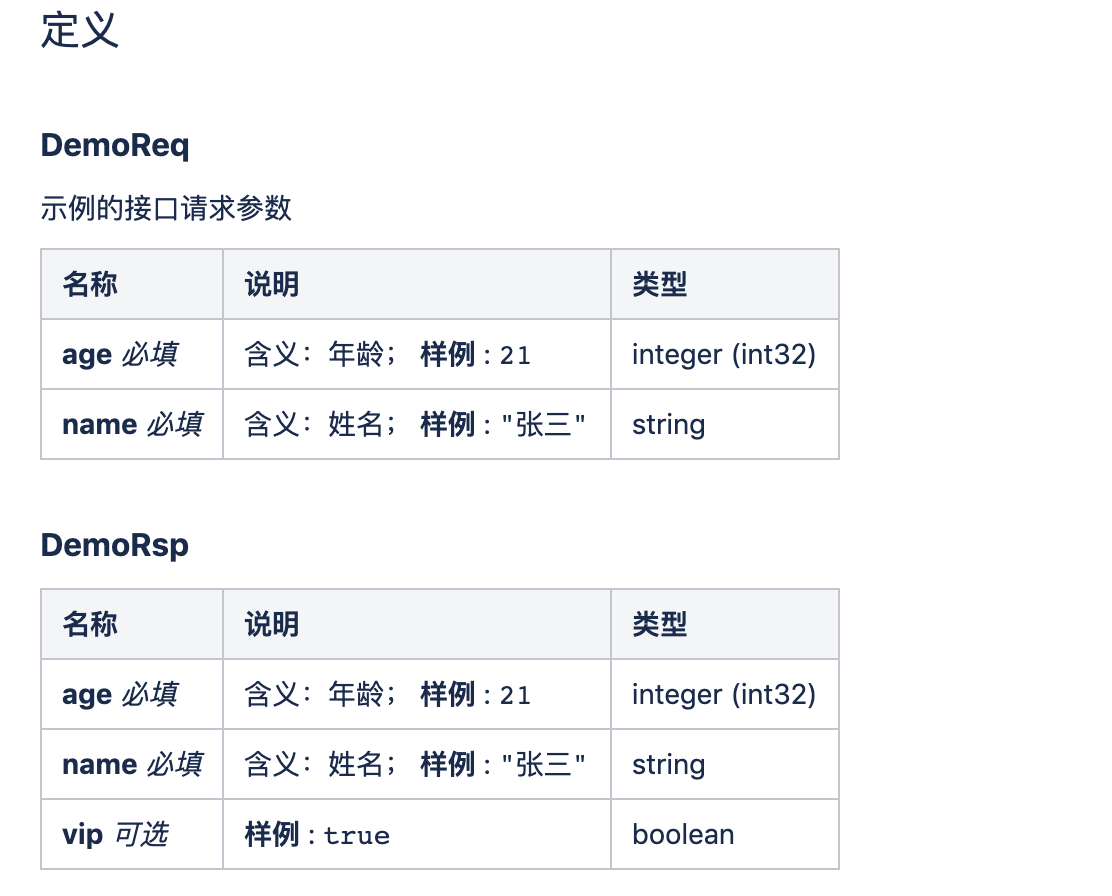 定义
DemoReq
示例的接口请求参数
名称 说明 类型
age 必填 含义：年龄； 样例 : 21 integer (int32)
name 必填 含义：姓名； 样例 : "张三" string
DemoRsp
名称 说明 类型
age 必填 含义：年龄； 样例 : 21 integer (int32)
name 必填 含义：姓名； 样例 : "张三" string
vip 可选 样例 : true boolean